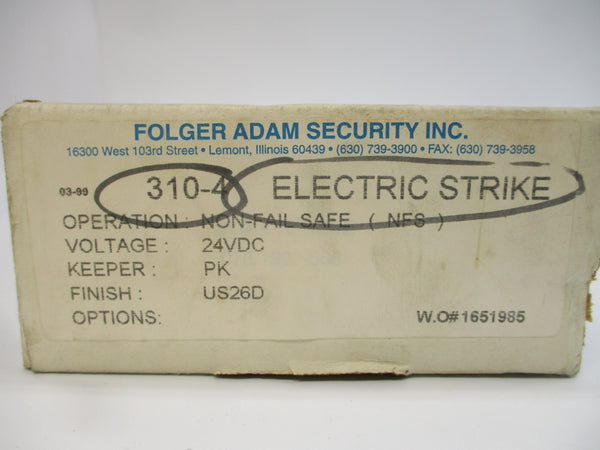 FOLGER ADAM SECURITY INC.
16300 West 103rd Street • Lemont, Illinois 60439 • (630) 739-3900 • FAX: (630) 739-3958
03-99 310-4 ELECTRIC STRIKE
OPERATION : NON-FAIL SAFE ( NFS )
VOLTAGE : 24VDC
KEEPER : PK
FINISH : US26D
OPTIONS: W.O# 1651985